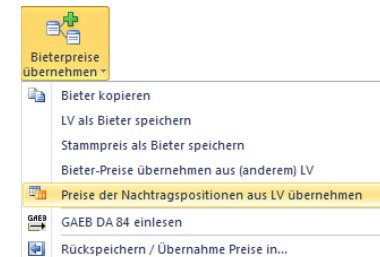 Bieterpreise
übernehmen
Bieter kopieren
LV als Bieter speichern
Stammpreis als Bieter speichern
Bieter-Preise übernehmen aus (anderem) LV
Preise der Nachtragspositionen aus LV übernehmen
GAEB
GAEB DA 84 einlesen
Rückspeichern / Übernahme Preise in...